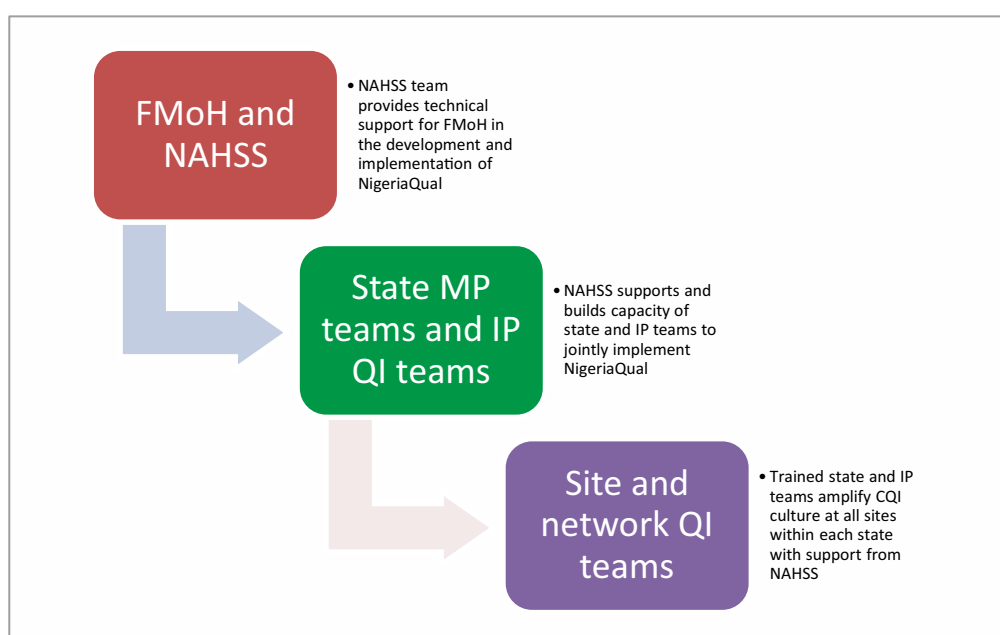 FMoH and
NAHSS
• NAHSS team
provides technical
support for FMoH in
the development and
implementation of
NigeriaQual
State MP
teams and IP
QI teams
• NAHSS supports and
builds capacity of
state and IP teams to
jointly implement
NigeriaQual
Site and
network QI
teams
• Trained state and IP
teams amplify CQI
culture at all sites
within each state
with support from
NAHSS